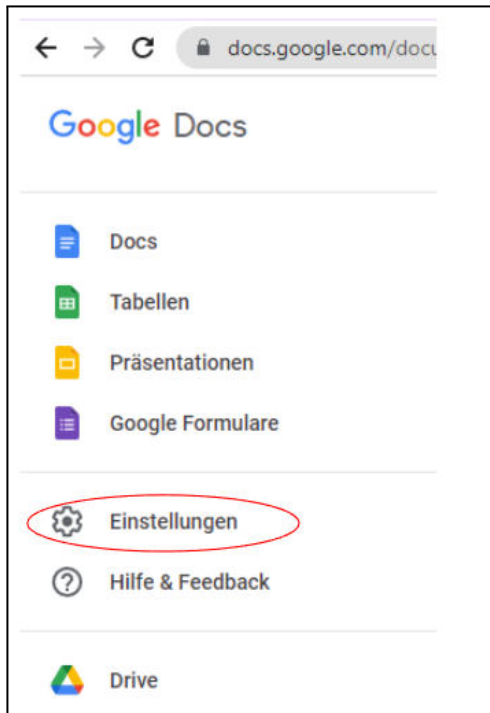 docs.google.com/docu
Google Docs
Docs
Tabellen
Präsentationen
Google Formulare
Einstellungen
Hilfe & Feedback
Drive